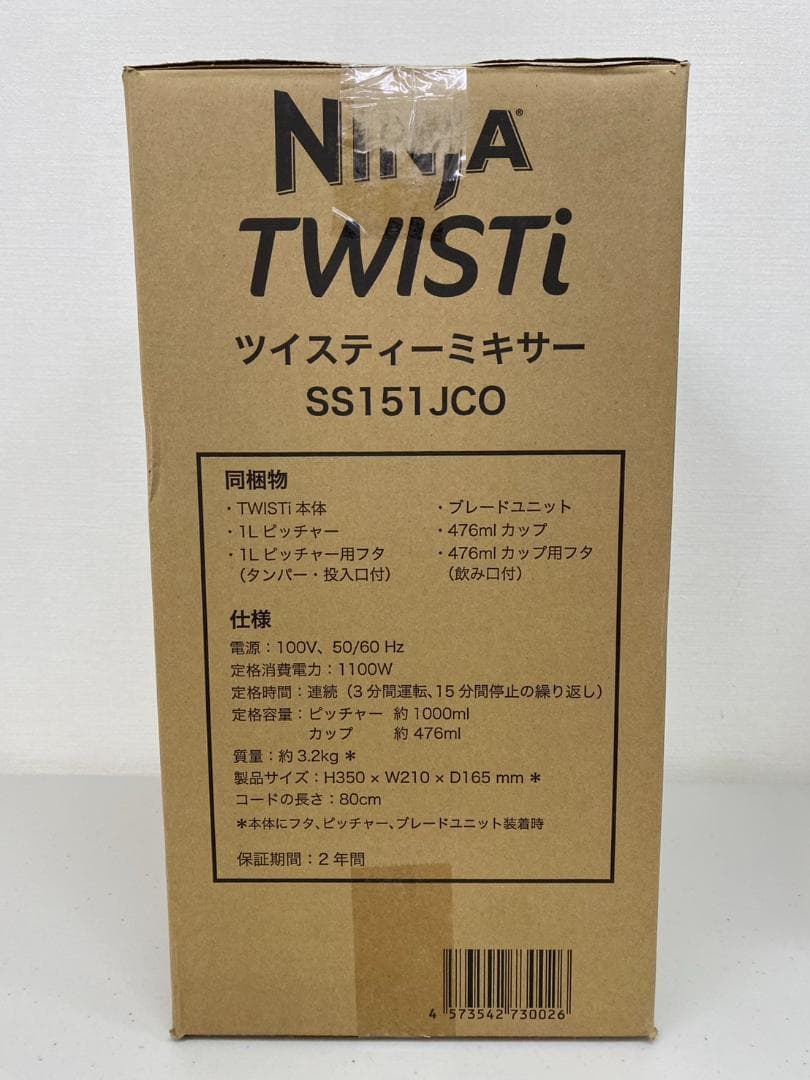 NINJA®
TWISTi
ツイスティーミキサー
SS151JCO
同梱物
・TWISTi 本体
・1L ピッチャー
・1L ピッチャー用フタ
（タンパー・投入口付）
・ブレードユニット
・476ml カップ
・476ml カップ用フタ
（飲み口付）
仕様
電源：100V、50/60 Hz
定格消費電力：1100W
定格時間：連続（3 分間運転、15 分間停止の繰り返し）
定格容量：ピッチャー 約 1000ml
カップ 約 476ml
質量：約 3.2kg ＊
製品サイズ：H350 × W210 × D165 mm ＊
コードの長さ：80cm
＊本体にフタ、ピッチャー、ブレードユニット装着時
保証期間：2 年間
4 573542 730026